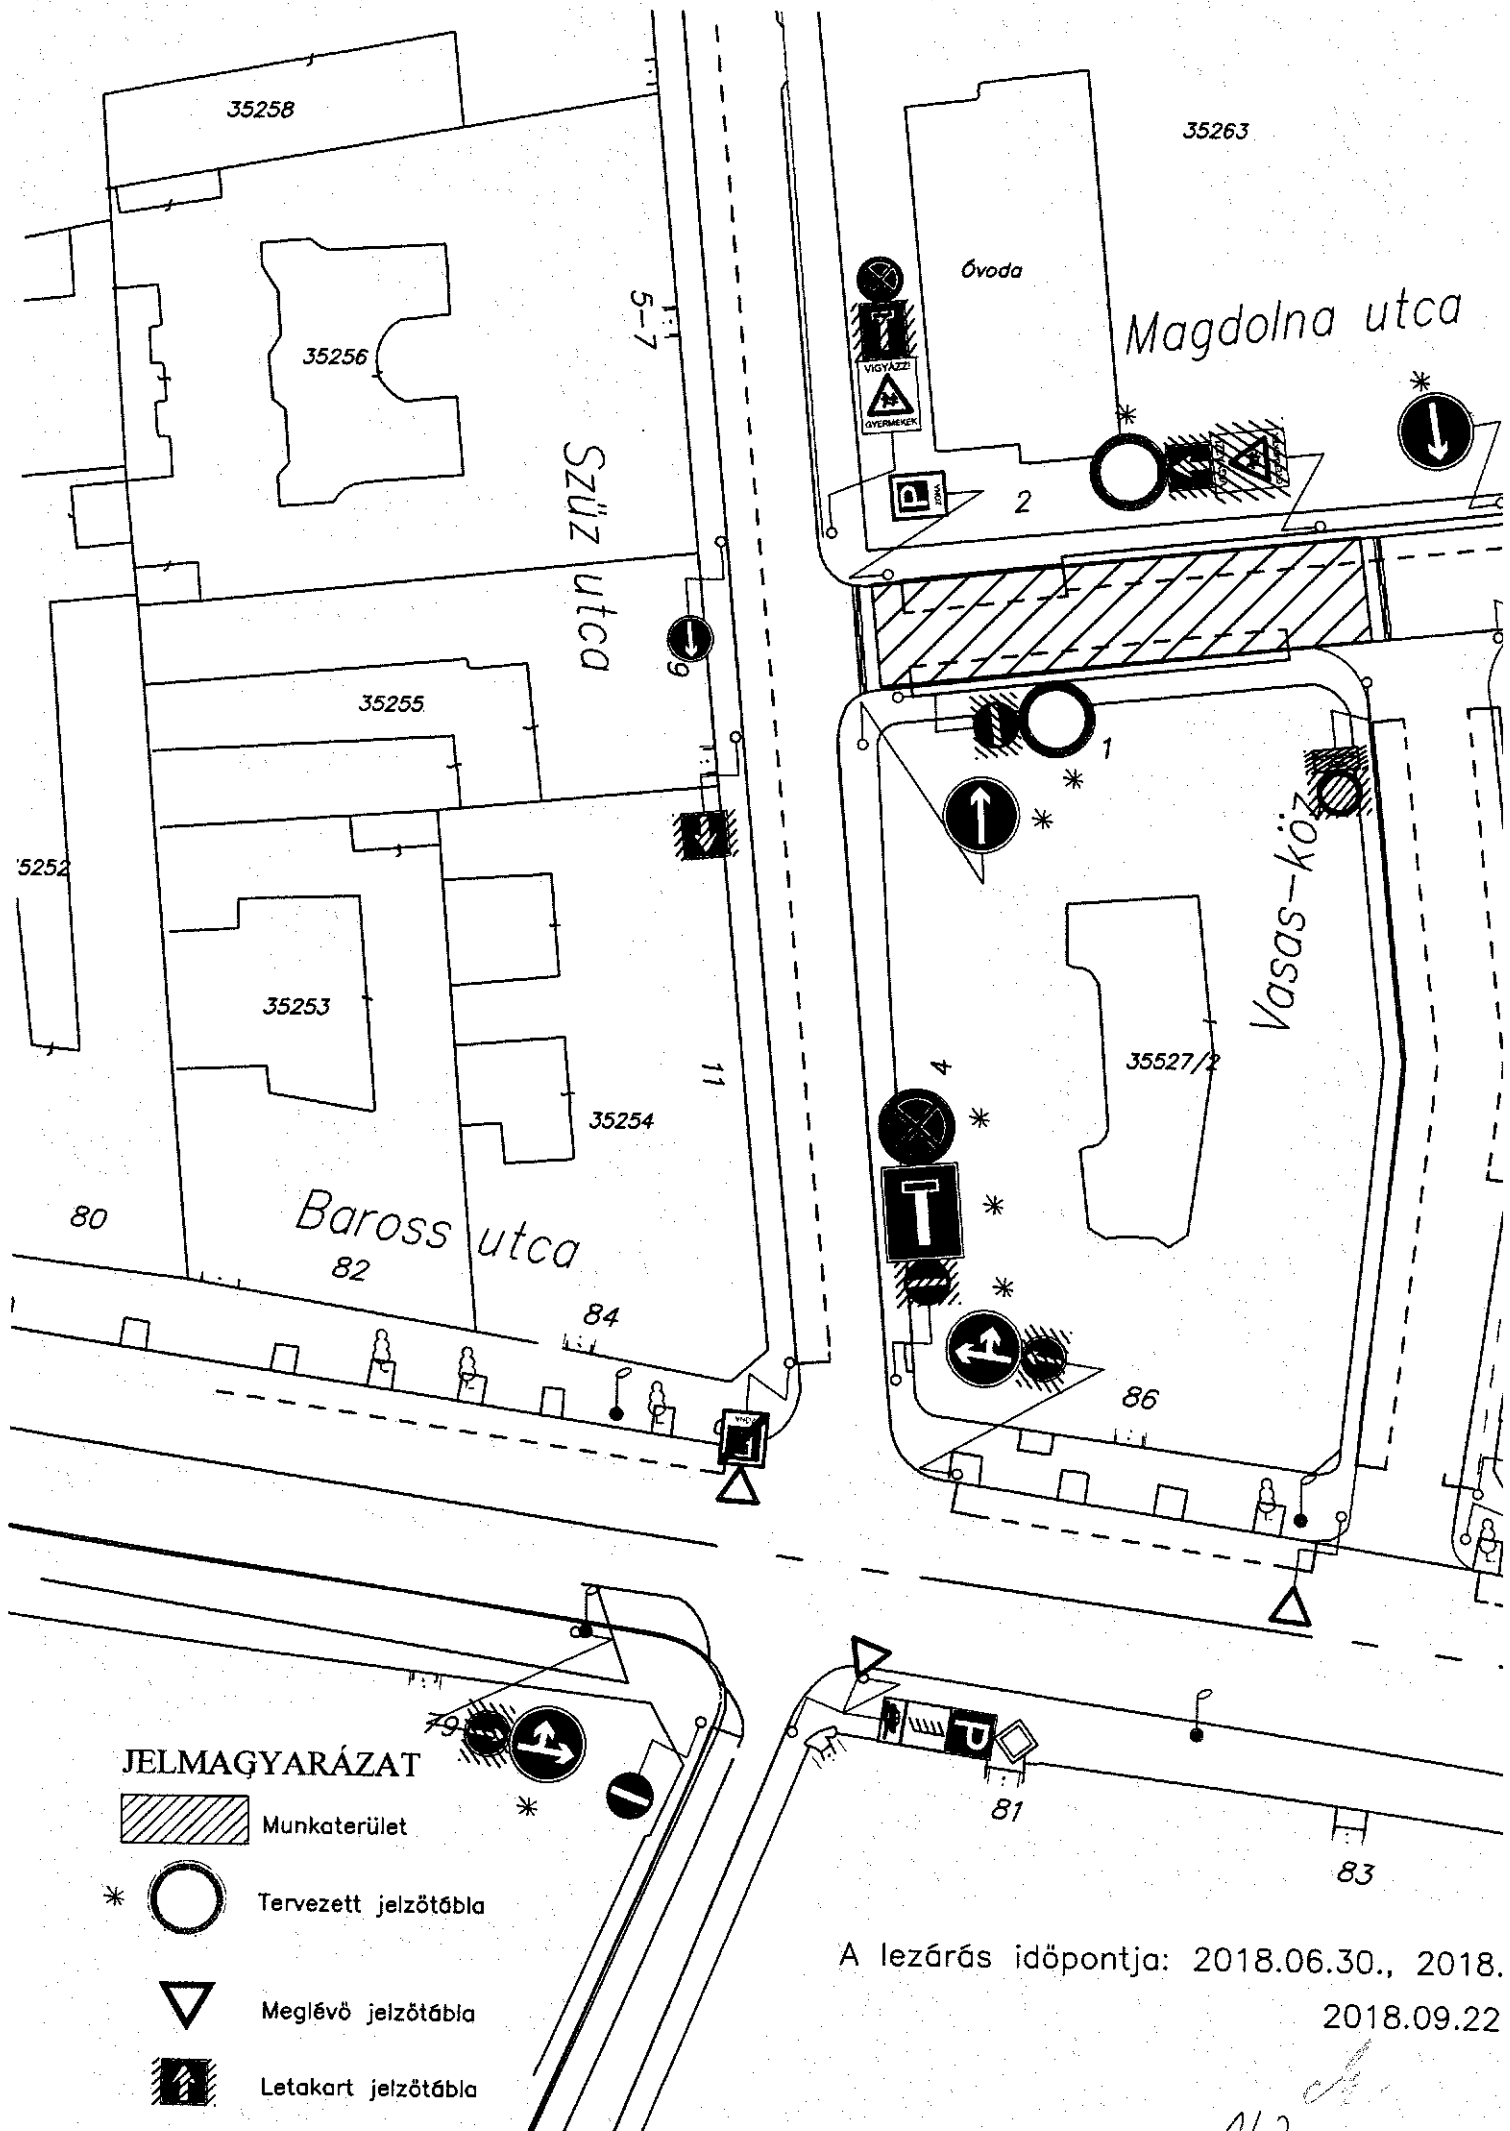 35258
35263
Óvoda
5-7
35256
Magdolna utca
VIGYÁZZ!
GYERMEKEK
Szűz utca
P
2
9
35255
1
5252
Vasas-köz
35253
11
4
35527/2
35254
80
Baross utca
82
84
86
79
P
81
83
JELMAGYARÁZAT
Munkaterület
* Tervezett jelzőtábla
Meglévő jelzőtábla
Letakart jelzőtábla
A lezárás időpontja: 2018.06.30., 2018.
2018.09.22